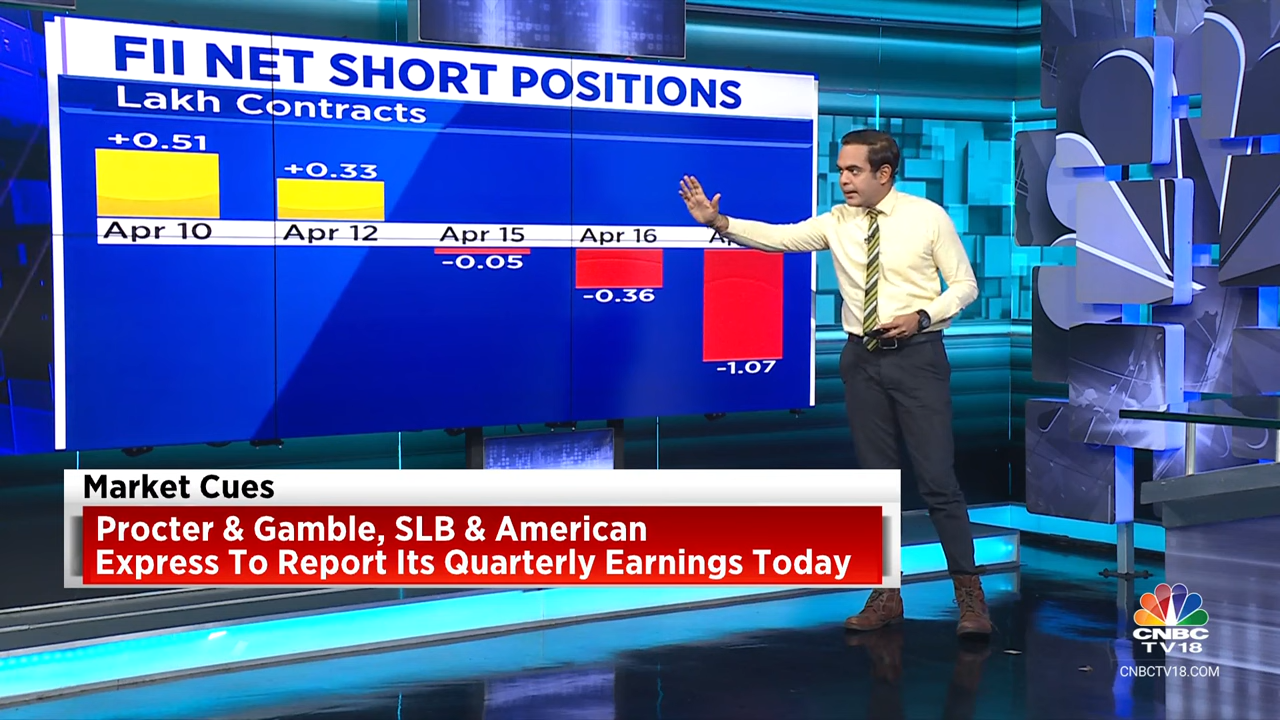 FII NET SHORT POSITIONS
Lakh Contracts
+0.51
+0.33
Apr 10
Apr 12
Apr 15
Apr 16
-0.05
-0.36
-1.07
Market Cues
Procter & Gamble, SLB & American
Express To Report Its Quarterly Earnings Today
CNBC
TV18
CNBCTV18.COM